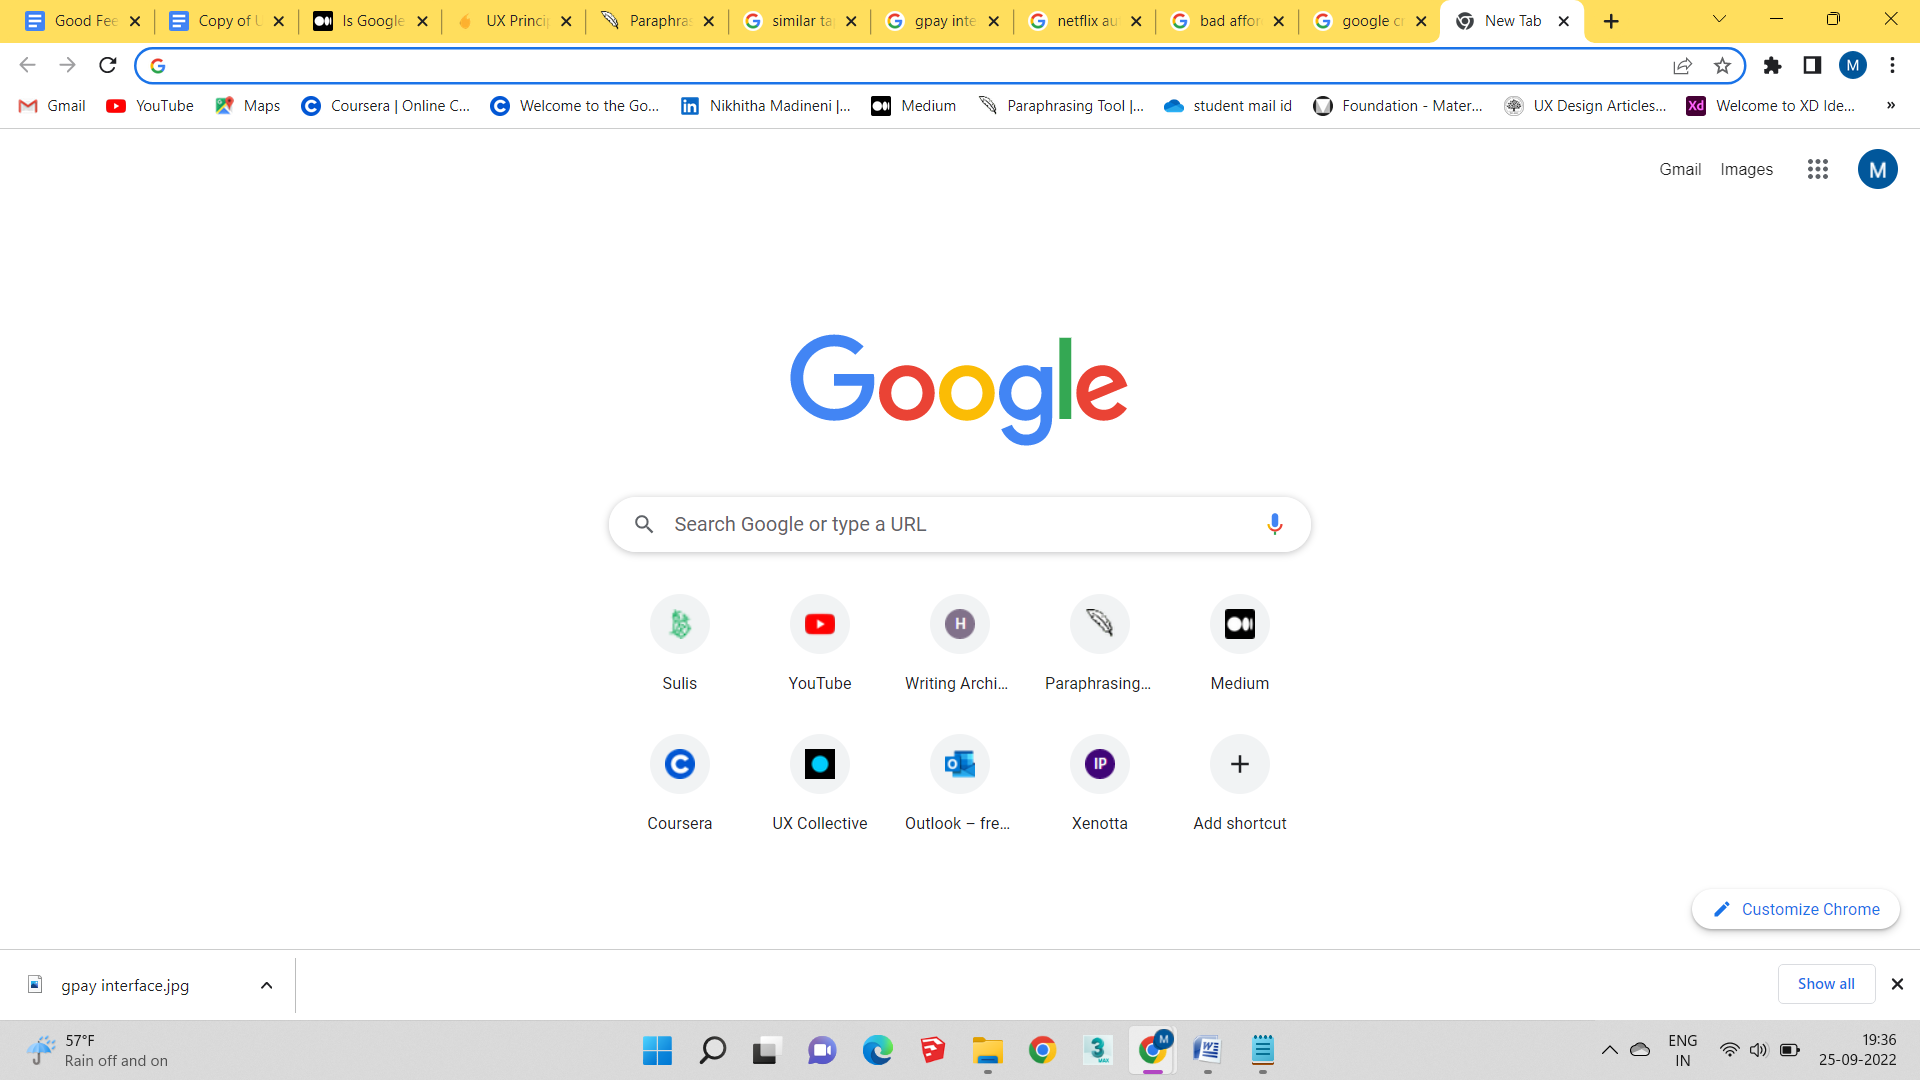 Good Fee
Copy of U
Is Google
UX Princip
Paraphras
similar ta
gpay inte
netflix au
bad affor
google cr
New Tab
M
Gmail
YouTube
Maps
Coursera | Online C...
Welcome to the Go...
Nikhitha Madineni |...
Medium
Paraphrasing Tool |...
student mail id
Foundation - Mater...
UX Design Articles...
Xd
Welcome to XD Ide...
»
Gmail
Images
M
Google
Search Google or type a URL
Sulis
YouTube
H
Writing Archi...
Paraphrasing...
Medium
Coursera
UX Collective
Outlook – fre...
IP
Xenotta
Add shortcut
Customize Chrome
gpay interface.jpg
Show all
57°F
Rain off and on
3
MAX
M
W
ENG
IN
19:36
25-09-2022